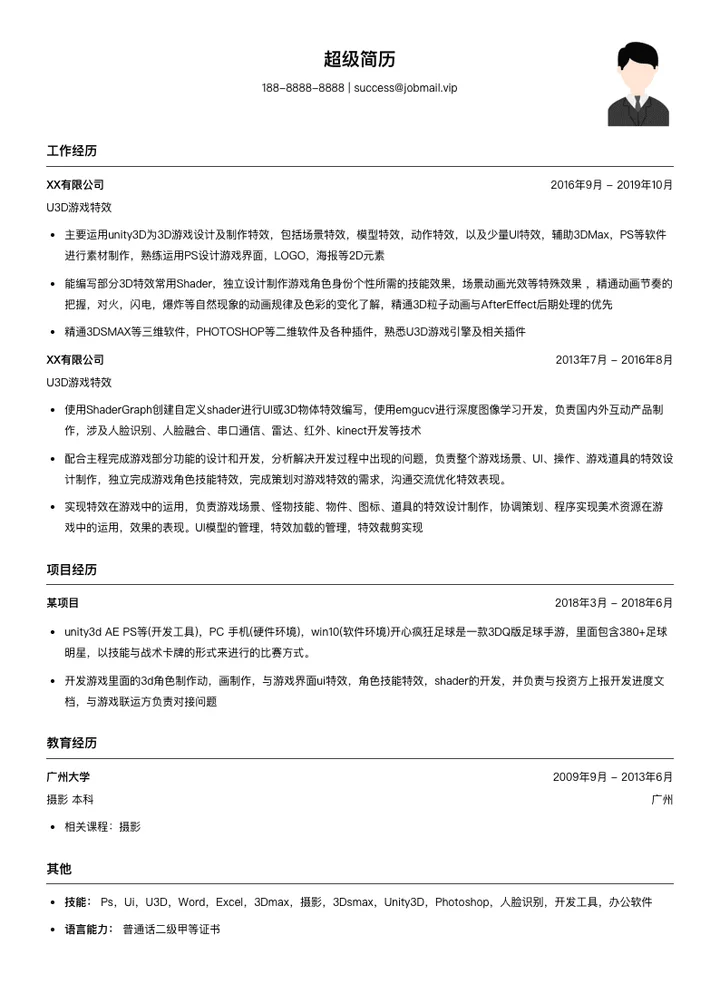 超级简历
188-8888-8888 | success@jobmail.vip
工作经历
XX有限公司 2016年9月 – 2019年10月
U3D游戏特效
• 主要运用unity3D为3D游戏设计及制作特效，包括场景特效，模型特效，动作特效，以及少量UI特效，辅助3DMax，PS等软件
进行素材制作，熟练运用PS设计游戏界面，LOGO，海报等2D元素
• 能编写部分3D特效常用Shader，独立设计制作游戏角色身份个性所需的技能效果，场景动画光效等特殊效果 ，精通动画节奏的
把握，对火，闪电，爆炸等自然现象的动画规律及色彩的变化了解，精通3D粒子动画与AfterEffect后期处理的优先
• 精通3DSMAX等三维软件，PHOTOSHOP等二维软件及各种插件，熟悉U3D游戏引擎及相关插件
XX有限公司 2013年7月 – 2016年8月
U3D游戏特效
• 使用ShaderGraph创建自定义shader进行UI或3D物体特效编写，使用emgucv进行深度图像学习开发，负责国内外互动产品制
作，涉及人脸识别、人脸融合、串口通信、雷达、红外、kinect开发等技术
• 配合主程完成游戏部分功能的设计和开发，分析解决开发过程中出现的问题，负责整个游戏场景、UI、操作、游戏道具的特效设
计制作，独立完成游戏角色技能特效，完成策划对游戏特效的需求，沟通交流优化特效表现。
• 实现特效在游戏中的运用，负责游戏场景、怪物技能、物件、图标、道具的特效设计制作，协调策划、程序实现美术资源在游
戏中的运用，效果的表现。UI模型的管理，特效加载的管理，特效裁剪实现
项目经历
某项目 2018年3月 – 2018年6月
• unity3d AE PS等(开发工具)，PC 手机(硬件环境)，win10(软件环境)开心疯狂足球是一款3DQ版足球手游，里面包含380+足球
明星，以技能与战术卡牌的形式来进行的比赛方式。
• 开发游戏里面的3d角色制作动，画制作，与游戏界面ui特效，角色技能特效，shader的开发，并负责与投资方上报开发进度文
档，与游戏联运方负责对接问题
教育经历
广州大学 2009年9月 – 2013年6月
摄影 本科 广州
• 相关课程：摄影
其他
• 技能： Ps，Ui，U3D，Word，Excel，3Dmax，摄影，3Dsmax，Unity3D，Photoshop，人脸识别，开发工具，办公软件
• 语言能力： 普通话二级甲等证书